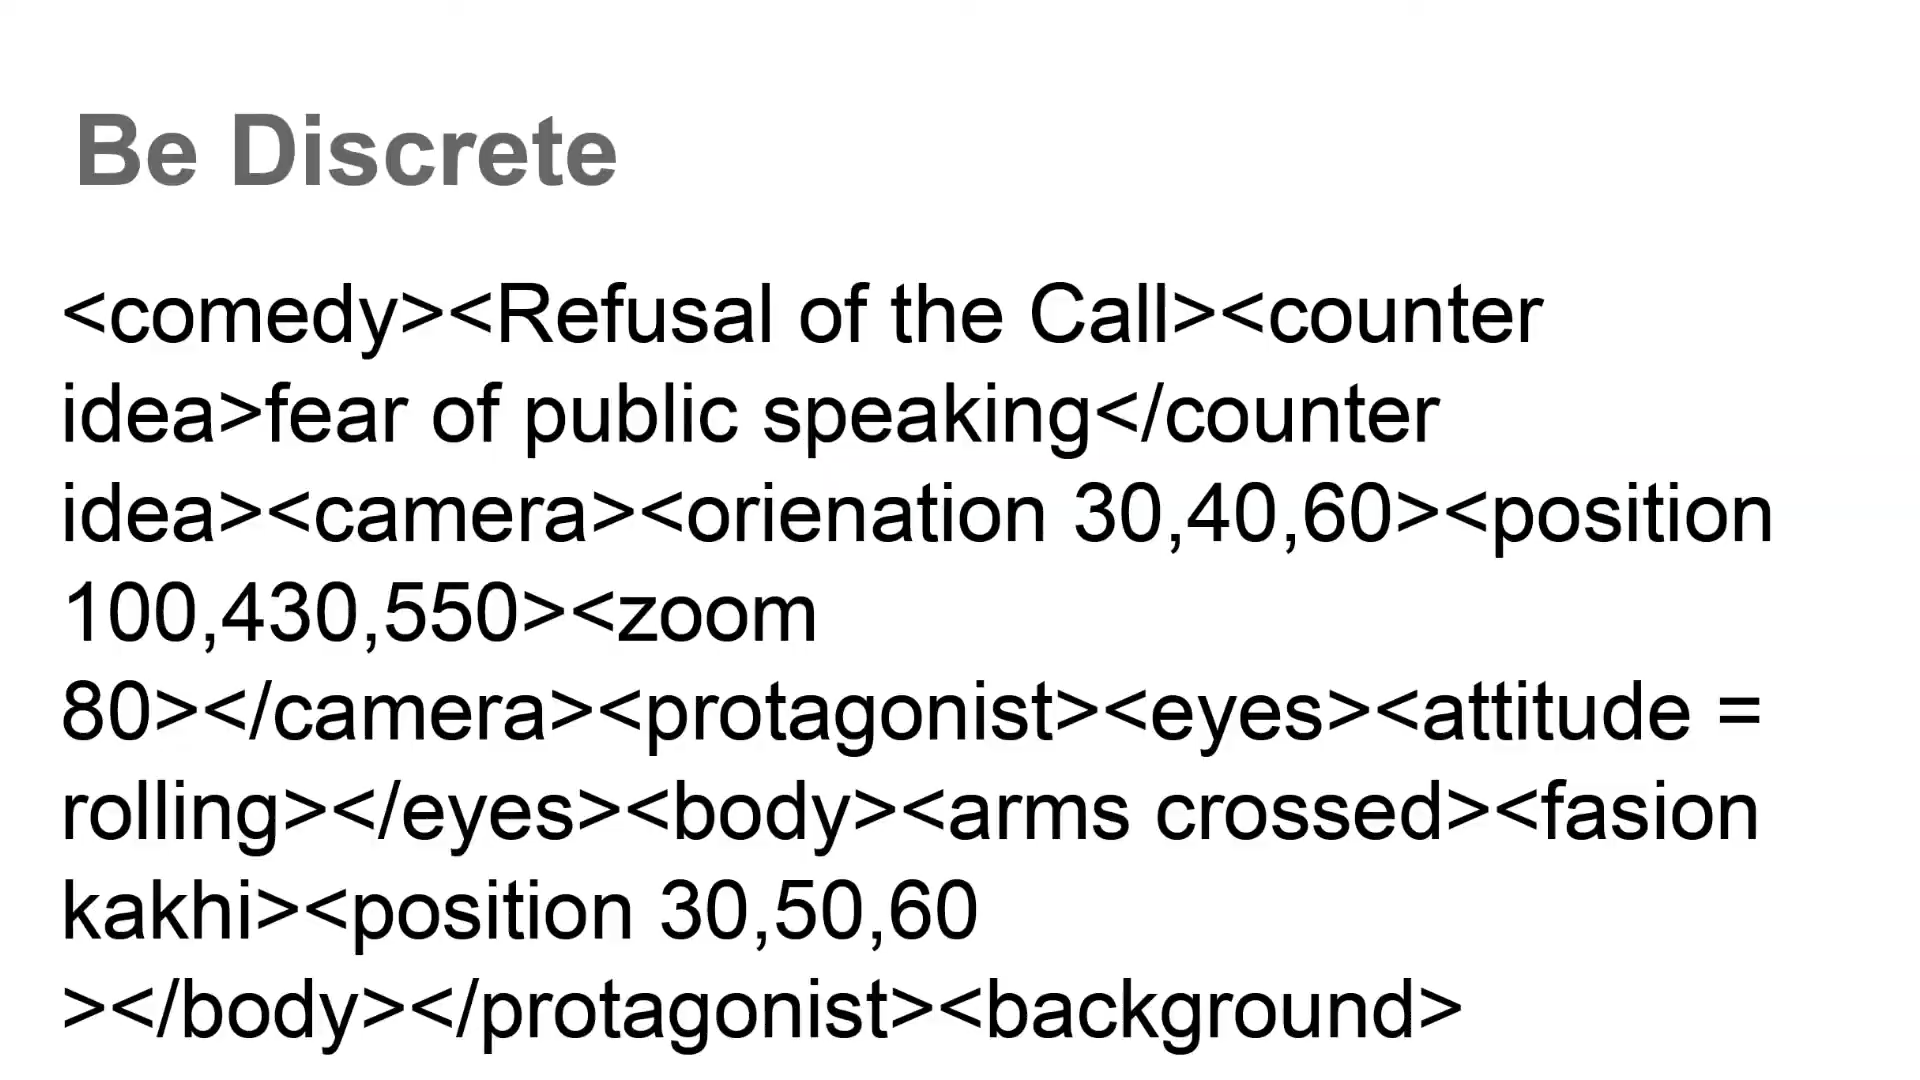 Be Discrete
<comedy><Refusal of the Call><counter
idea>fear of public speaking</counter
idea><camera><orienation 30,40,60><position
100,430,550><zoom
80></camera><protagonist><eyes><attitude =
rolling></eyes><body><arms crossed><fasion
kakhi><position 30,50,60
></body></protagonist><background>